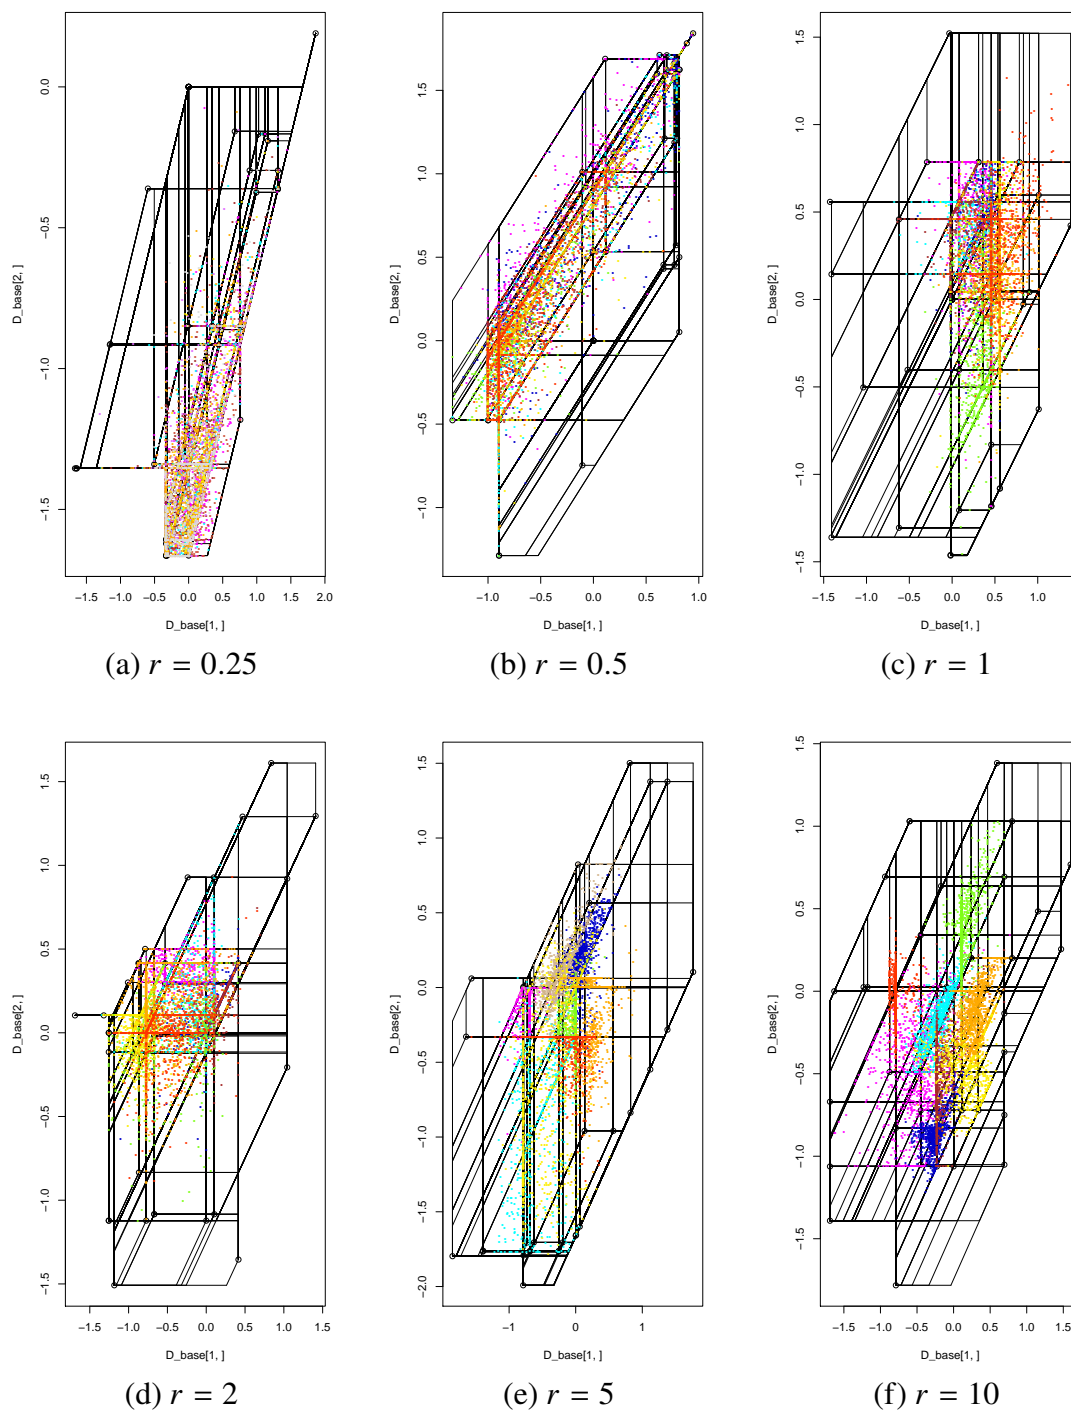 0.0
−0.5
−1.0
−1.5
D_base[2, ]
−1.5 −1.0 −0.5 0.0 0.5 1.0 1.5 2.0
D_base[1, ]
(a) r = 0.25
1.5
1.0
0.5
0.0
−0.5
−1.0
D_base[2, ]
−1.0 −0.5 0.0 0.5
D_base[1, ]
(b) r = 0.5
1.5
1.0
0.5
0.0
−0.5
−1.0
−1.5
D_base[2, ]
−1.5 −1.0 −0.5 0.0 0.5 1.0
D_base[1, ]
(c) r = 1
1.5
1.0
0.5
0.0
−0.5
−1.0
−1.5
D_base[2, ]
−1.5 −1.0 −0.5 0.0 0.5 1.0 1.5
D_base[1, ]
(d) r = 2
1.5
1.0
0.5
0.0
−0.5
−1.0
−1.5
−2.0
D_base[2, ]
−1 0 1
D_base[1, ]
(e) r = 5
1.5
1.0
0.5
0.0
−0.5
−1.0
−1.5
D_base[2, ]
−1.5 −1.0 −0.5 0.0 0.5 1.0 1.5
D_base[1, ]
(f) r = 10